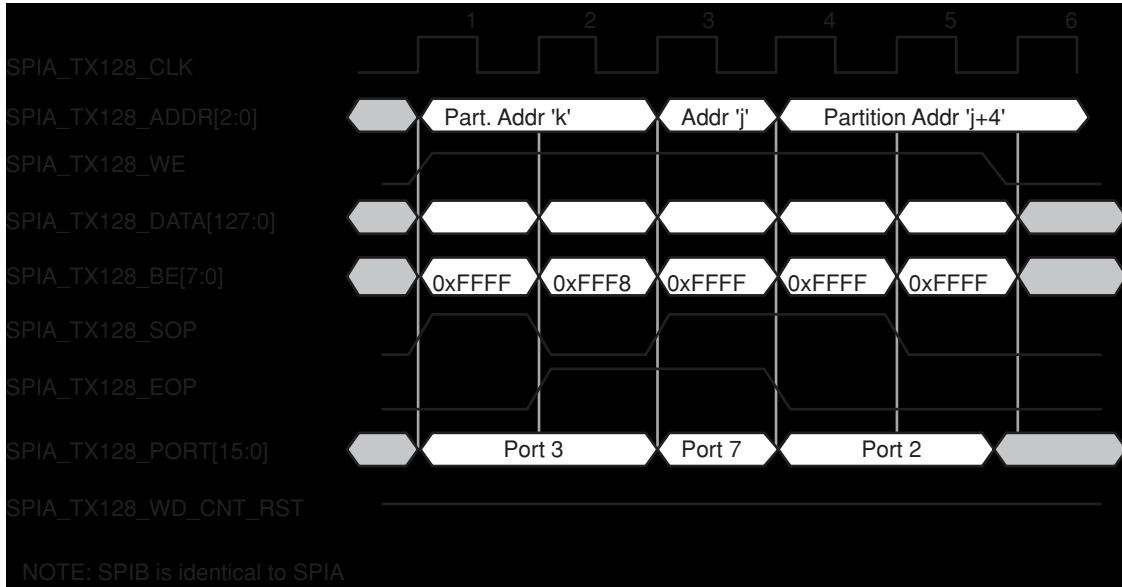 1 2 3 4 5 6
SPIA_TX128_CLK
SPIA_TX128_ADDR[2:0] Part. Addr 'k' Addr 'j' Partition Addr 'j+4'
SPIA_TX128_WE
SPIA_TX128_DATA[127:0]
SPIA_TX128_BE[7:0] 0xFFFF 0xFFF8 0xFFFF 0xFFFF 0xFFFF
SPIA_TX128_SOP
SPIA_TX128_EOP
SPIA_TX128_PORT[15:0] Port 3 Port 7 Port 2
SPIA_TX128_WD_CNT_RST
NOTE: SPIB is identical to SPIA